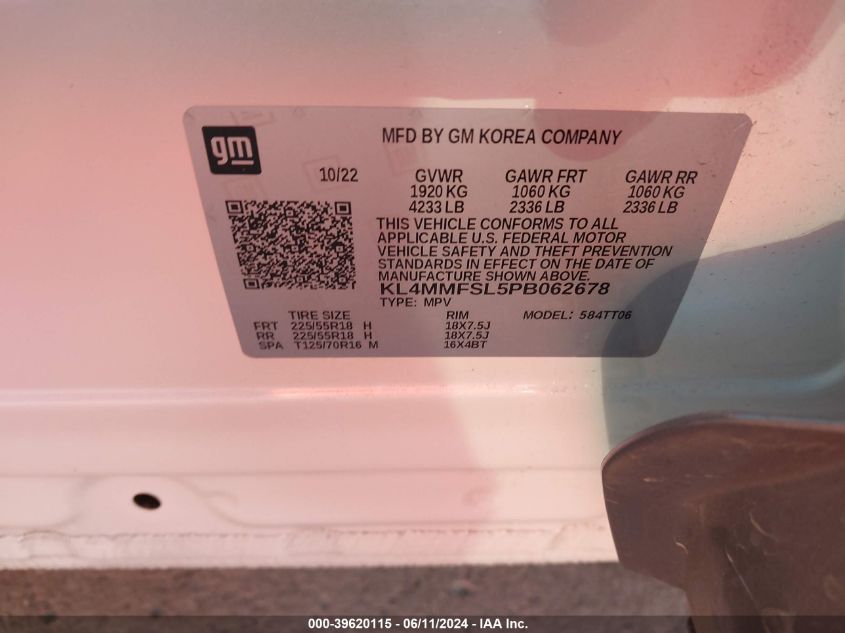 gm
MFD BY GM KOREA COMPANY
10/22 GVWR GAWR FRT GAWR RR
1920 KG 1060 KG 1060 KG
4233 LB 2336 LB 2336 LB
THIS VEHICLE CONFORMS TO ALL
APPLICABLE U.S. FEDERAL MOTOR
VEHICLE SAFETY AND THEFT PREVENTION
STANDARDS IN EFFECT ON THE DATE OF
MANUFACTURE SHOWN ABOVE.
KL4MMFSL5PB062678
TYPE: MPV
TIRE SIZE RIM MODEL: 584TT06
FRT 225/55R18 H 18X7.5J
RR 225/55R18 H 18X7.5J
SPA T125/70R16 M 16X4BT
000-39620115 - 06/11/2024 - IAA Inc.